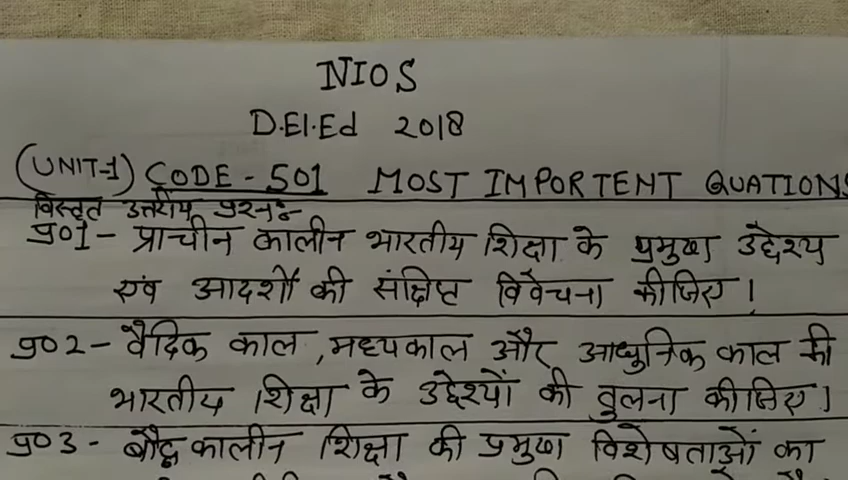 NIOS
D.El.Ed 2018
(UNIT-1) CODE - 501 MOST IMPORTENT QUATIONS
विस्तृत उत्तरीय प्रश्नः-
प्र01- प्राचीन कालीन भारतीय शिक्षा के प्रमुख उद्देश्य
एवं आदर्शों की संक्षिप्त विवेचना कीजिए।
प्र02- वैदिक काल, मध्यकाल और आधुनिक काल की
भारतीय शिक्षा के उद्देश्यों की तुलना कीजिए।
प्र03- बौद्ध कालीन शिक्षा की प्रमुख विशेषताओं का